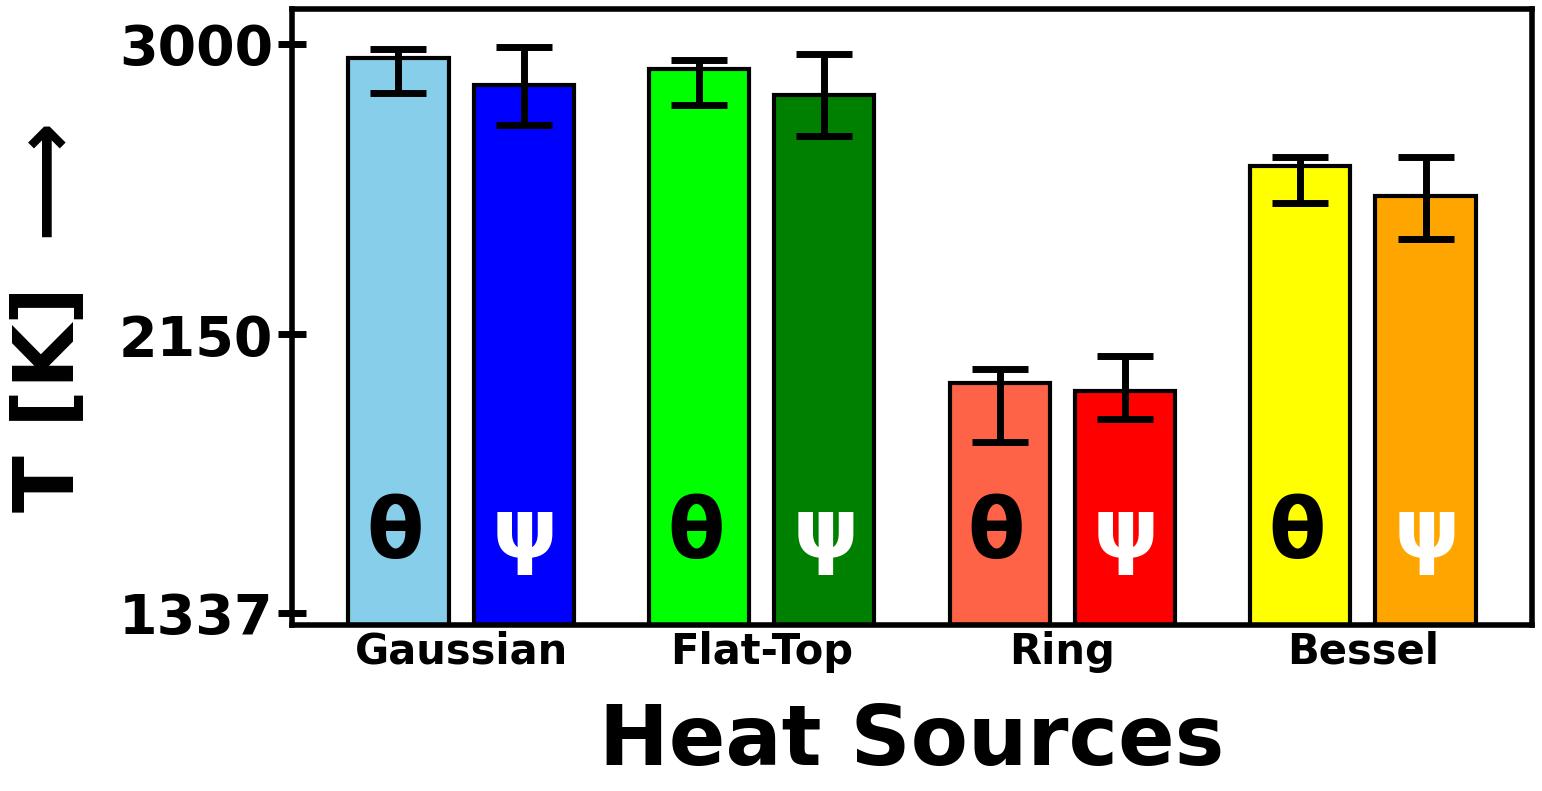 T [K] ⟶
3000
2150
1337
θ ψ θ ψ θ ψ θ ψ
Gaussian Flat-Top Ring Bessel
Heat Sources